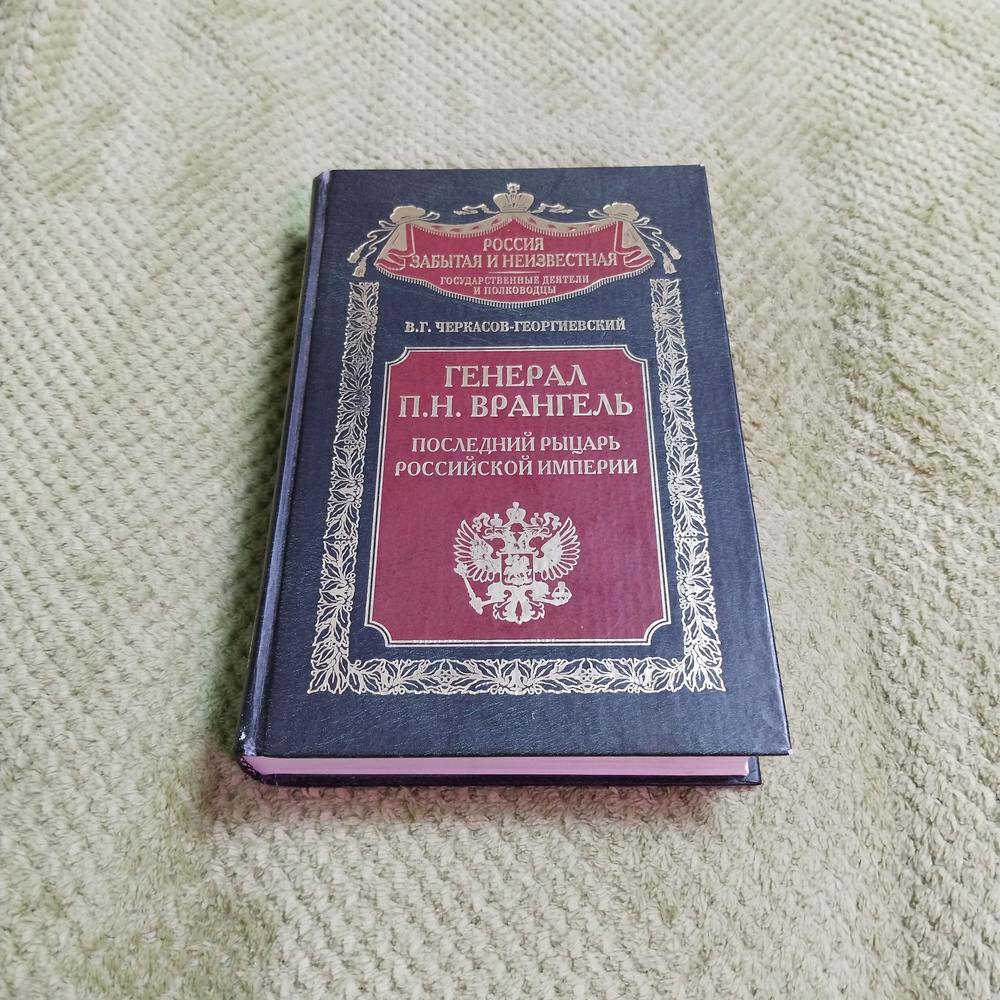 РОССИЯ
ЗАБЫТАЯ И НЕИЗВЕСТНАЯ
ГОСУДАРСТВЕННЫЕ ДЕЯТЕЛИ
И ПОЛКОВОДЦЫ
В.Г. ЧЕРКАСОВ-ГЕОРГИЕВСКИЙ
ГЕНЕРАЛ
П.Н. ВРАНГЕЛЬ
ПОСЛЕДНИЙ РЫЦАРЬ
РОССИЙСКОЙ ИМПЕРИИ